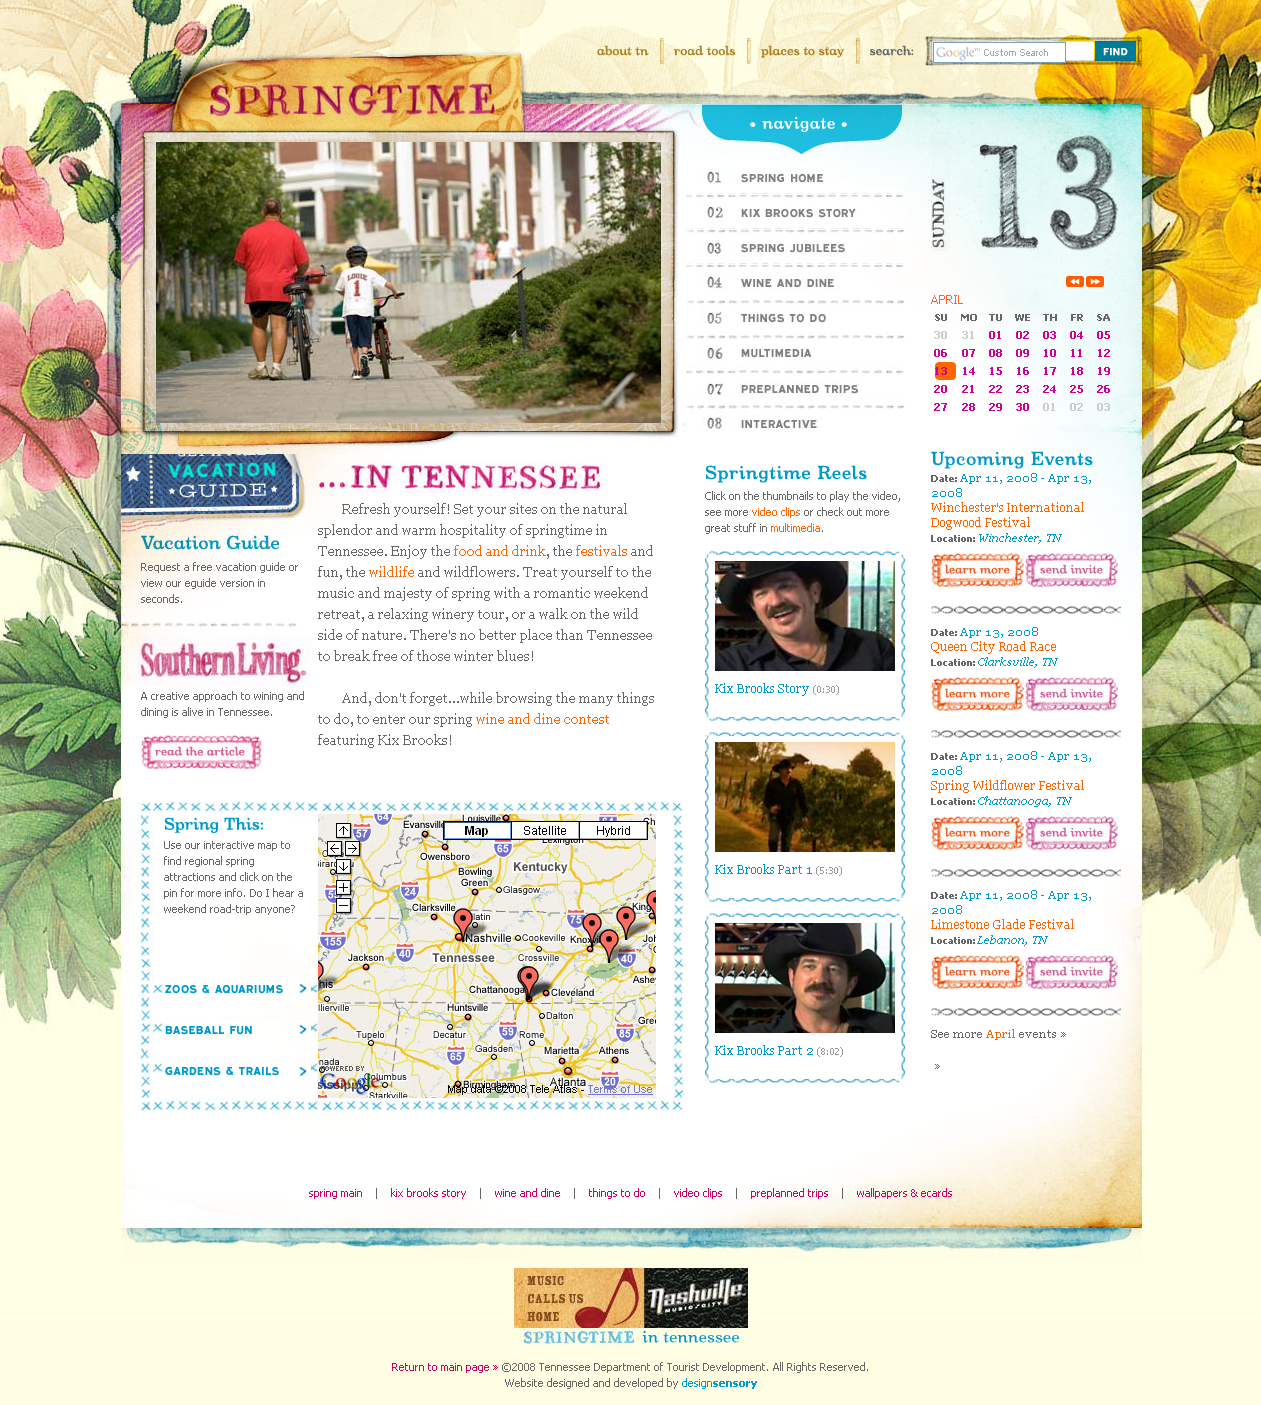 about tn
road tools
places to stay
search:
Google™ Custom Search
FIND
SPRINGTIME
• navigate •
01 SPRING HOME
02 KIX BROOKS STORY
03 SPRING JUBILEES
04 WINE AND DINE
05 THINGS TO DO
06 MULTIMEDIA
07 PREPLANNED TRIPS
08 INTERACTIVE
SUNDAY
13
APRIL
SU MO TU WE TH FR SA
30 31 01 02 03 04 05
06 07 08 09 10 11 12
13 14 15 16 17 18 19
20 21 22 23 24 25 26
27 28 29 30 01 02 03
VACATION
GUIDE
Vacation Guide
Request a free vacation guide or
view our eguide version in
seconds.
Southern Living®
A creative approach to wining and
dining is alive in Tennessee.
read the article
...IN TENNESSEE
Refresh yourself! Set your sites on the natural
splendor and warm hospitality of springtime in
Tennessee. Enjoy the food and drink, the festivals and
fun, the wildlife and wildflowers. Treat yourself to the
music and majesty of spring with a romantic weekend
retreat, a relaxing winery tour, or a walk on the wild
side of nature. There's no better place than Tennessee
to break free of those winter blues!
And, don't forget...while browsing the many things
to do, to enter our spring wine and dine contest
featuring Kix Brooks!
Springtime Reels
Click on the thumbnails to play the video,
see more video clips or check out more
great stuff in multimedia.
Kix Brooks Story (0:30)
Kix Brooks Part 1 (5:30)
Kix Brooks Part 2 (8:02)
Upcoming Events
Date: Apr 11, 2008 - Apr 13,
2008
Winchester's International
Dogwood Festival
Location: Winchester, TN
learn more
send invite
Date: Apr 13, 2008
Queen City Road Race
Location: Clarksville, TN
learn more
send invite
Date: Apr 11, 2008 - Apr 13,
2008
Spring Wildflower Festival
Location: Chattanooga, TN
learn more
send invite
Date: Apr 11, 2008 - Apr 13,
2008
Limestone Glade Festival
Location: Lebanon, TN
learn more
send invite
See more April events »
»
Spring This:
Use our interactive map to
find regional spring
attractions and click on the
pin for more info. Do I hear a
weekend road-trip anyone?
ZOOS & AQUARIUMS >
BASEBALL FUN >
GARDENS & TRAILS >
Map
Satellite
Hybrid
Evansville
Louisville
Lexington
Owensboro
Kentucky
Bowling
Green
Glasgow
Clarksville
Nashville
Cookeville
Jackson
Tennessee
Crossville
Chattanooga
Cleveland
Huntsville
Dalton
Tupelo
Decatur
Rome
Gadsden
Marietta
Athens
Columbus
Birmingham
Atlanta
Starkville
64
57
65
24
75
155
40
40
59
85
65
20
POWERED BY
Google
Map data ©2008 Tele Atlas - Terms of Use
spring main | kix brooks story | wine and dine | things to do | video clips | preplanned trips | wallpapers & ecards
MUSIC
CALLS US
HOME
Nashville
MUSIC CITY
SPRINGTIME in tennessee
Return to main page » ©2008 Tennessee Department of Tourist Development. All Rights Reserved.
Website designed and developed by designsensory